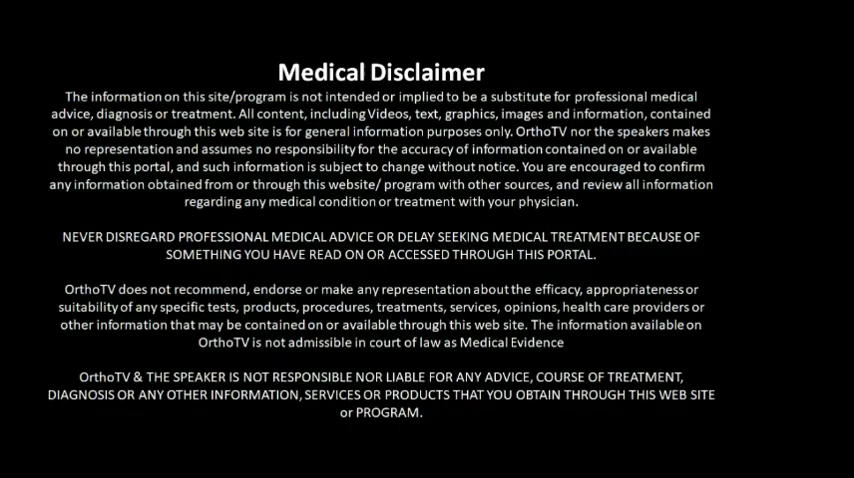 Medical Disclaimer
The information on this site/program is not intended or implied to be a substitute for professional medical
advice, diagnosis or treatment. All content, including Videos, text, graphics, images and information, contained
on or available through this web site is for general information purposes only. OrthoTV nor the speakers makes
no representation and assumes no responsibility for the accuracy of information contained on or available
through this portal, and such information is subject to change without notice. You are encouraged to confirm
any information obtained from or through this website/ program with other sources, and review all information
regarding any medical condition or treatment with your physician.
NEVER DISREGARD PROFESSIONAL MEDICAL ADVICE OR DELAY SEEKING MEDICAL TREATMENT BECAUSE OF
SOMETHING YOU HAVE READ ON OR ACCESSED THROUGH THIS PORTAL.
OrthoTV does not recommend, endorse or make any representation about the efficacy, appropriateness or
suitability of any specific tests, products, procedures, treatments, services, opinions, health care providers or
other information that may be contained on or available through this web site. The information available on
OrthoTV is not admissible in court of law as Medical Evidence
OrthoTV & THE SPEAKER IS NOT RESPONSIBLE NOR LIABLE FOR ANY ADVICE, COURSE OF TREATMENT,
DIAGNOSIS OR ANY OTHER INFORMATION, SERVICES OR PRODUCTS THAT YOU OBTAIN THROUGH THIS WEB SITE
or PROGRAM.